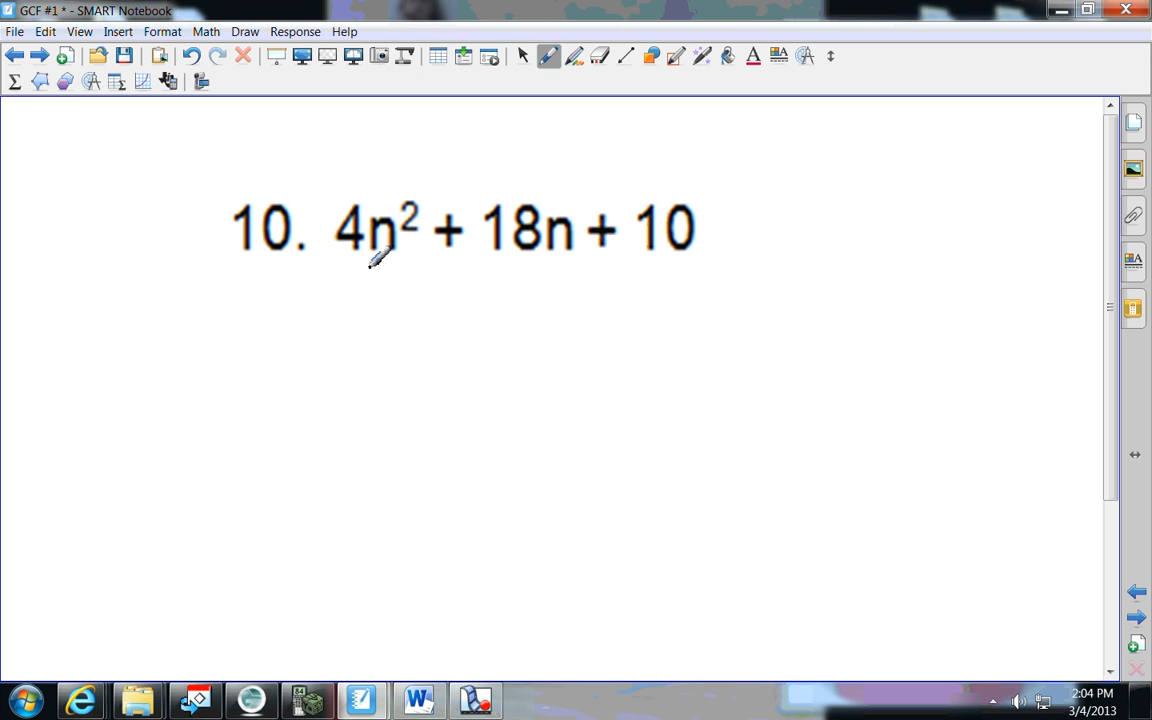 GCF #1 * - SMART Notebook
File Edit View Insert Format Math Draw Response Help
10. 4n² + 18n + 10
2:04 PM
3/4/2013